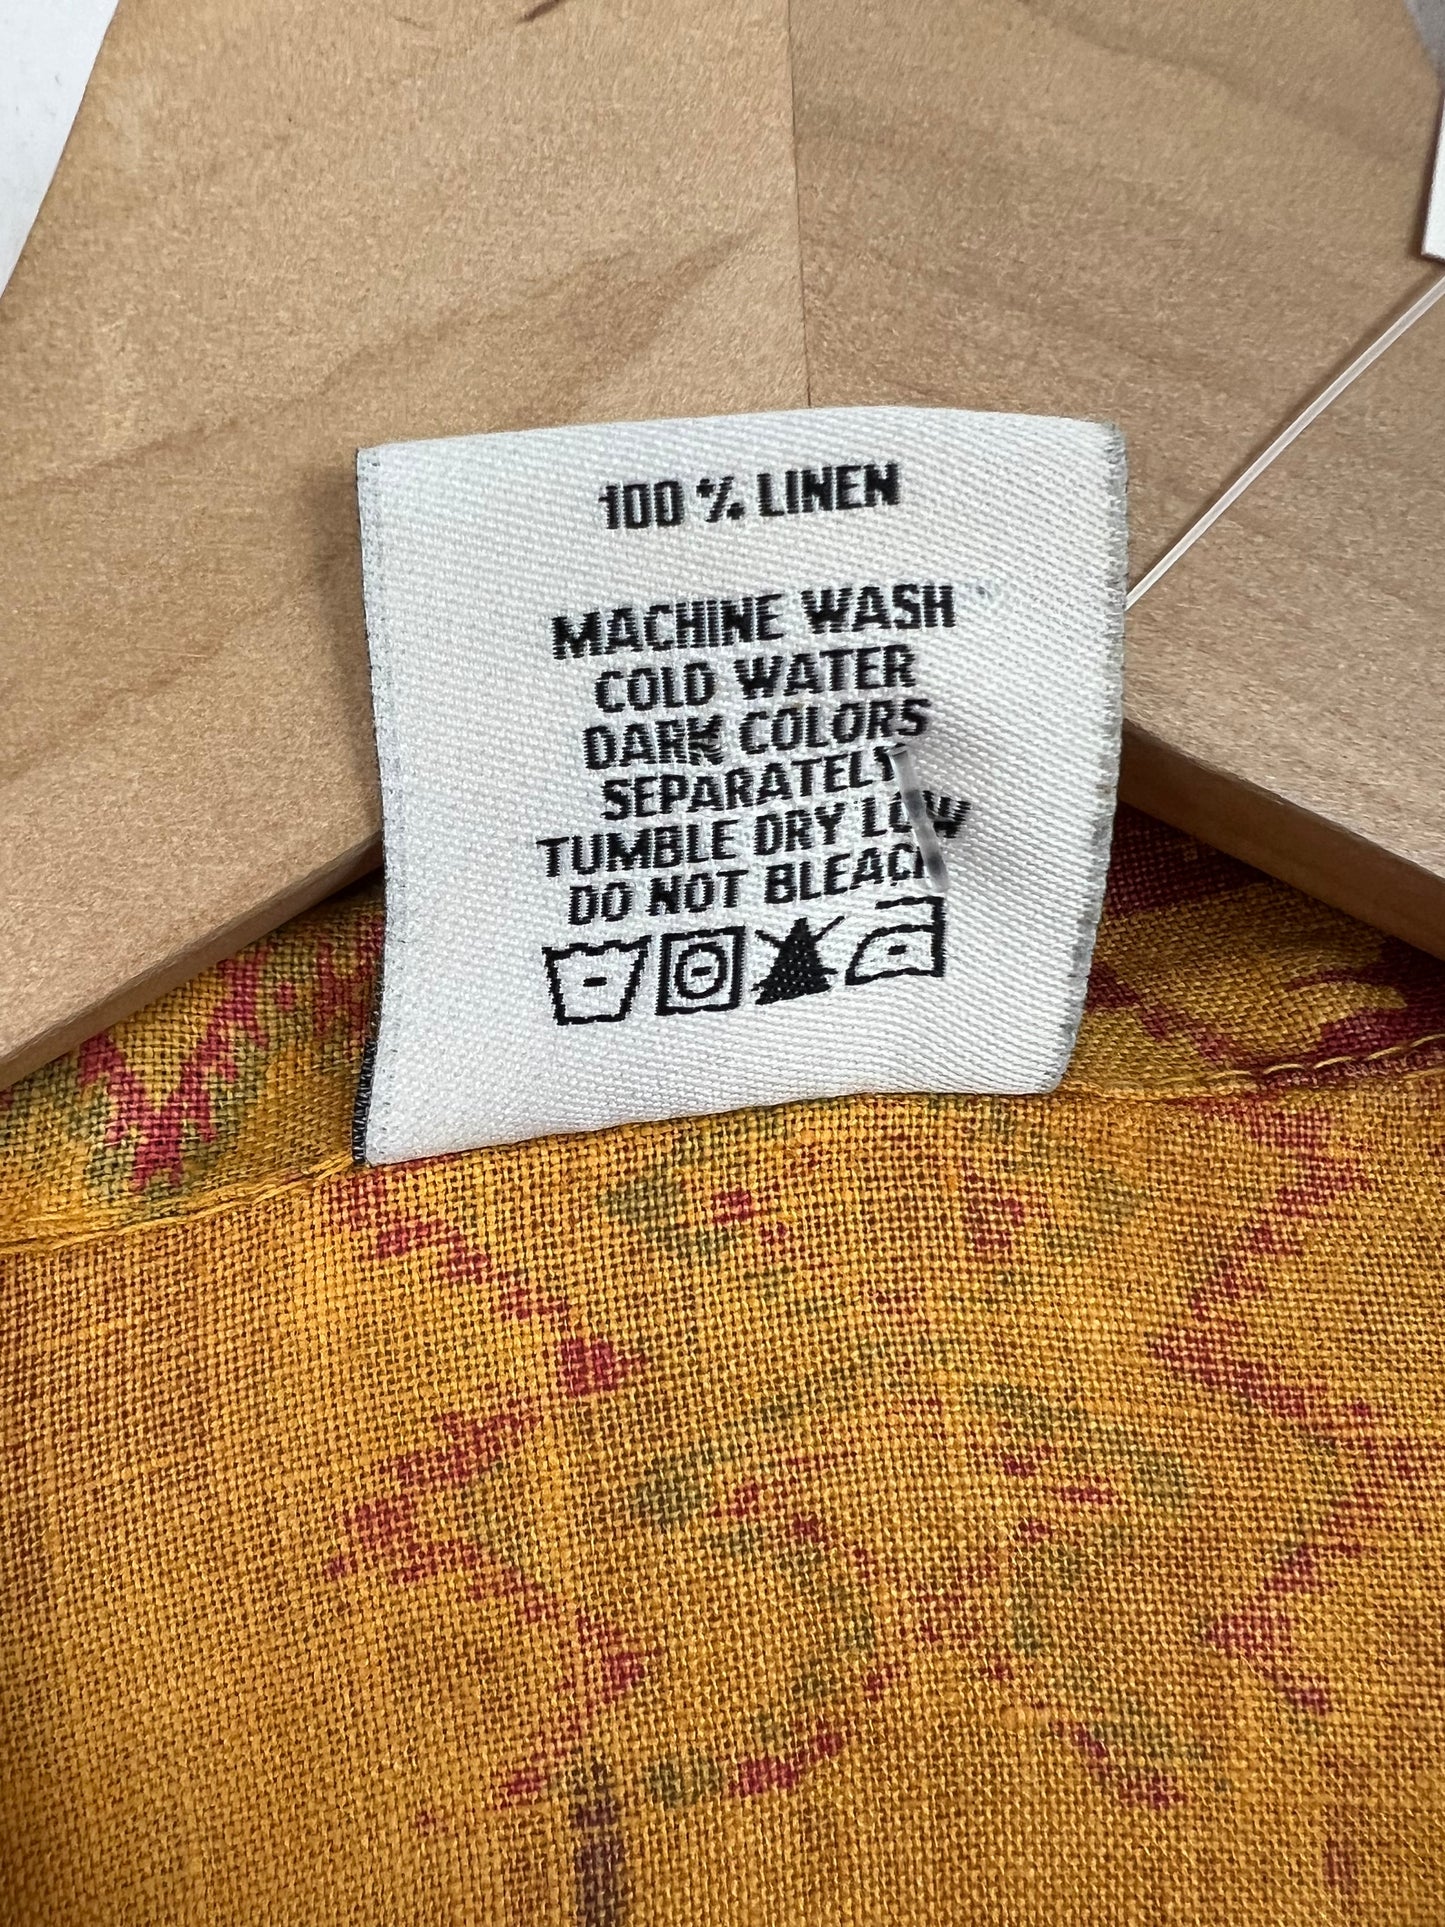 100 % LINEN
MACHINE WASH
COLD WATER
DARK COLORS
SEPARATELY
TUMBLE DRY LOW
DO NOT BLEACH